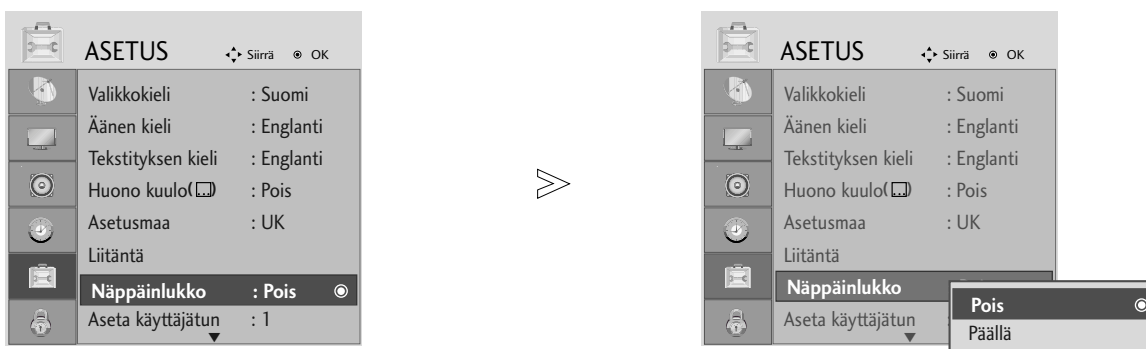 ASETUS Siirrä OK
Valikkokieli : Suomi
Äänen kieli : Englanti
Tekstityksen kieli : Englanti
Huono kuulo( ) : Pois
Asetusmaa : UK
Liitäntä
Näppäinlukko : Pois
Aseta käyttäjätun : 1
ASETUS Siirrä OK
Valikkokieli : Suomi
Äänen kieli : Englanti
Tekstityksen kieli : Englanti
Huono kuulo( ) : Pois
Asetusmaa : UK
Liitäntä
Näppäinlukko
Aseta käyttäjätun
Pois
Päällä